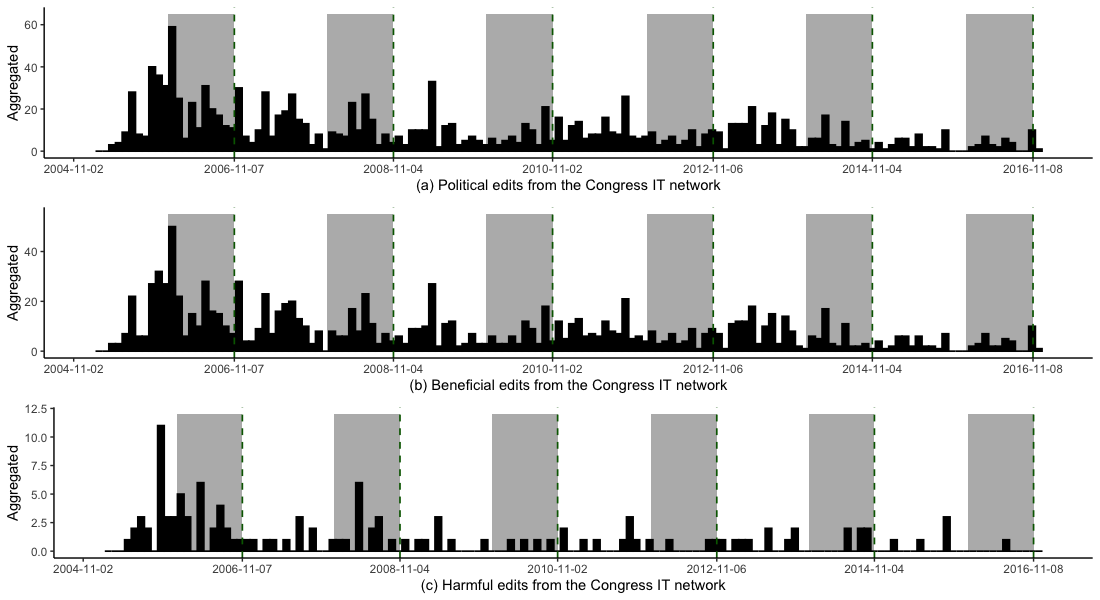 Aggregated
60
40
20
0
2004-11-02 2006-11-07 2008-11-04 2010-11-02 2012-11-06 2014-11-04 2016-11-08
(a) Political edits from the Congress IT network
Aggregated
40
20
0
2004-11-02 2006-11-07 2008-11-04 2010-11-02 2012-11-06 2014-11-04 2016-11-08
(b) Beneficial edits from the Congress IT network
Aggregated
12.5
10.0
7.5
5.0
2.5
0.0
2004-11-02 2006-11-07 2008-11-04 2010-11-02 2012-11-06 2014-11-04 2016-11-08
(c) Harmful edits from the Congress IT network